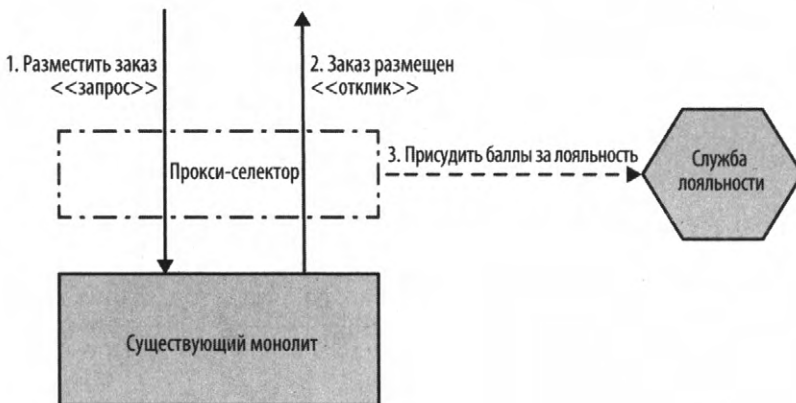 1. Разместить заказ
<<запрос>>
2. Заказ размещен
<<отклик>>
Прокси-селектор
3. Присудить баллы за лояльность
Служба
лояльности
Существующий монолит